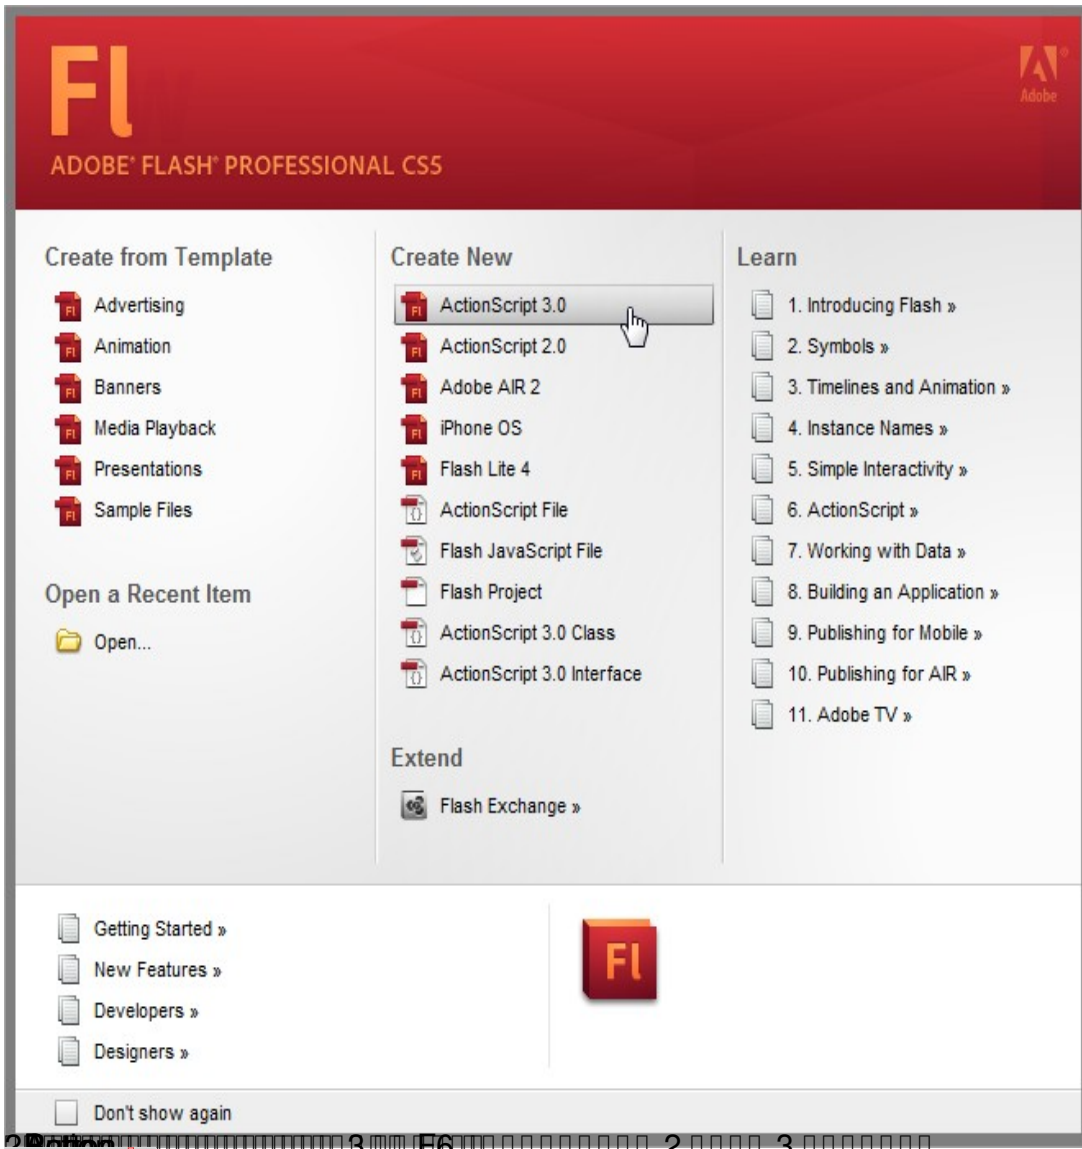 Fl
Adobe
ADOBE® FLASH® PROFESSIONAL CS5
Create from Template
Advertising
Animation
Banners
Media Playback
Presentations
Sample Files
Open a Recent Item
Open...
Create New
ActionScript 3.0
ActionScript 2.0
Adobe AIR 2
iPhone OS
Flash Lite 4
ActionScript File
Flash JavaScript File
Flash Project
ActionScript 3.0 Class
ActionScript 3.0 Interface
Extend
Flash Exchange »
Learn
1. Introducing Flash »
2. Symbols »
3. Timelines and Animation »
4. Instance Names »
5. Simple Interactivity »
6. ActionScript »
7. Working with Data »
8. Building an Application »
9. Publishing for Mobile »
10. Publishing for AIR »
11. Adobe TV »
Getting Started »
New Features »
Developers »
Designers »
Fl
Don't show again
3 F6 2 3